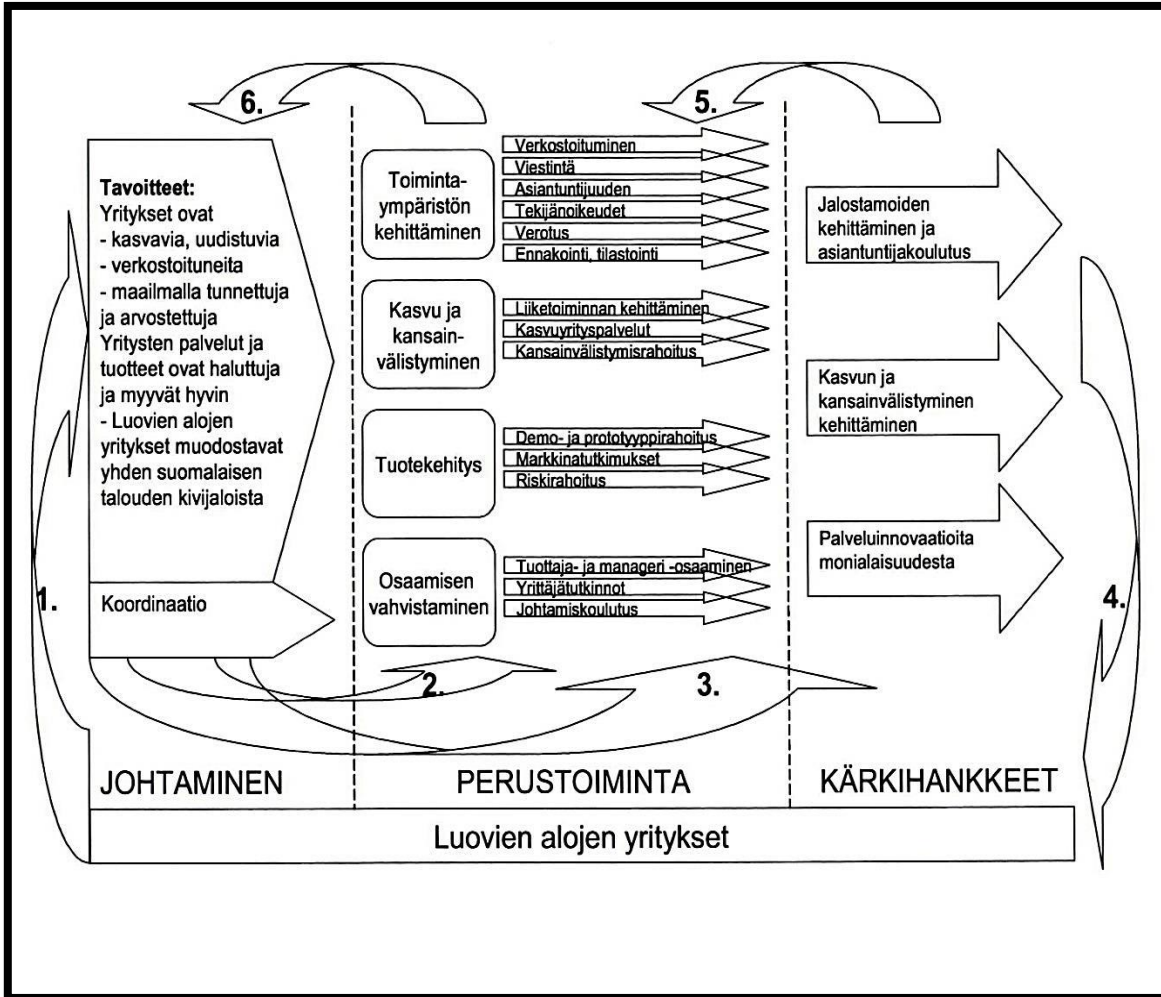 6.
5.
Tavoitteet:
Yritykset ovat
- kasvavia, uudistuvia
- verkostoituneita
- maailmalla tunnettuja
ja arvostettuja
Yritysten palvelut ja
tuotteet ovat haluttuja
ja myyvät hyvin
- Luovien alojen
yritykset muodostavat
yhden suomalaisen
talouden kivijaloista
Koordinaatio
1.
Toiminta-
ympäristön
kehittäminen
Verkostoituminen
Viestintä
Asiantuntijuuden
Tekijänoikeudet
Verotus
Ennakointi, tilastointi
Kasvu ja
kansain-
välistyminen
Liiketoiminnan kehittäminen
Kasvuyrityspalvelut
Kansainvälistymisrahoitus
Tuotekehitys
Demo- ja prototyyppirahoitus
Markkinatutkimukset
Riskirahoitus
Osaamisen
vahvistaminen
Tuottaja- ja manageri -osaaminen
Yrittäjätutkinnot
Johtamiskoulutus
Jalostamoiden
kehittäminen ja
asiantuntijakoulutus
Kasvun ja
kansainvälistyminen
kehittäminen
Palveluinnovaatioita
monialaisuudesta
4.
2.
3.
JOHTAMINEN
PERUSTOIMINTA
KÄRKIHANKKEET
Luovien alojen yritykset